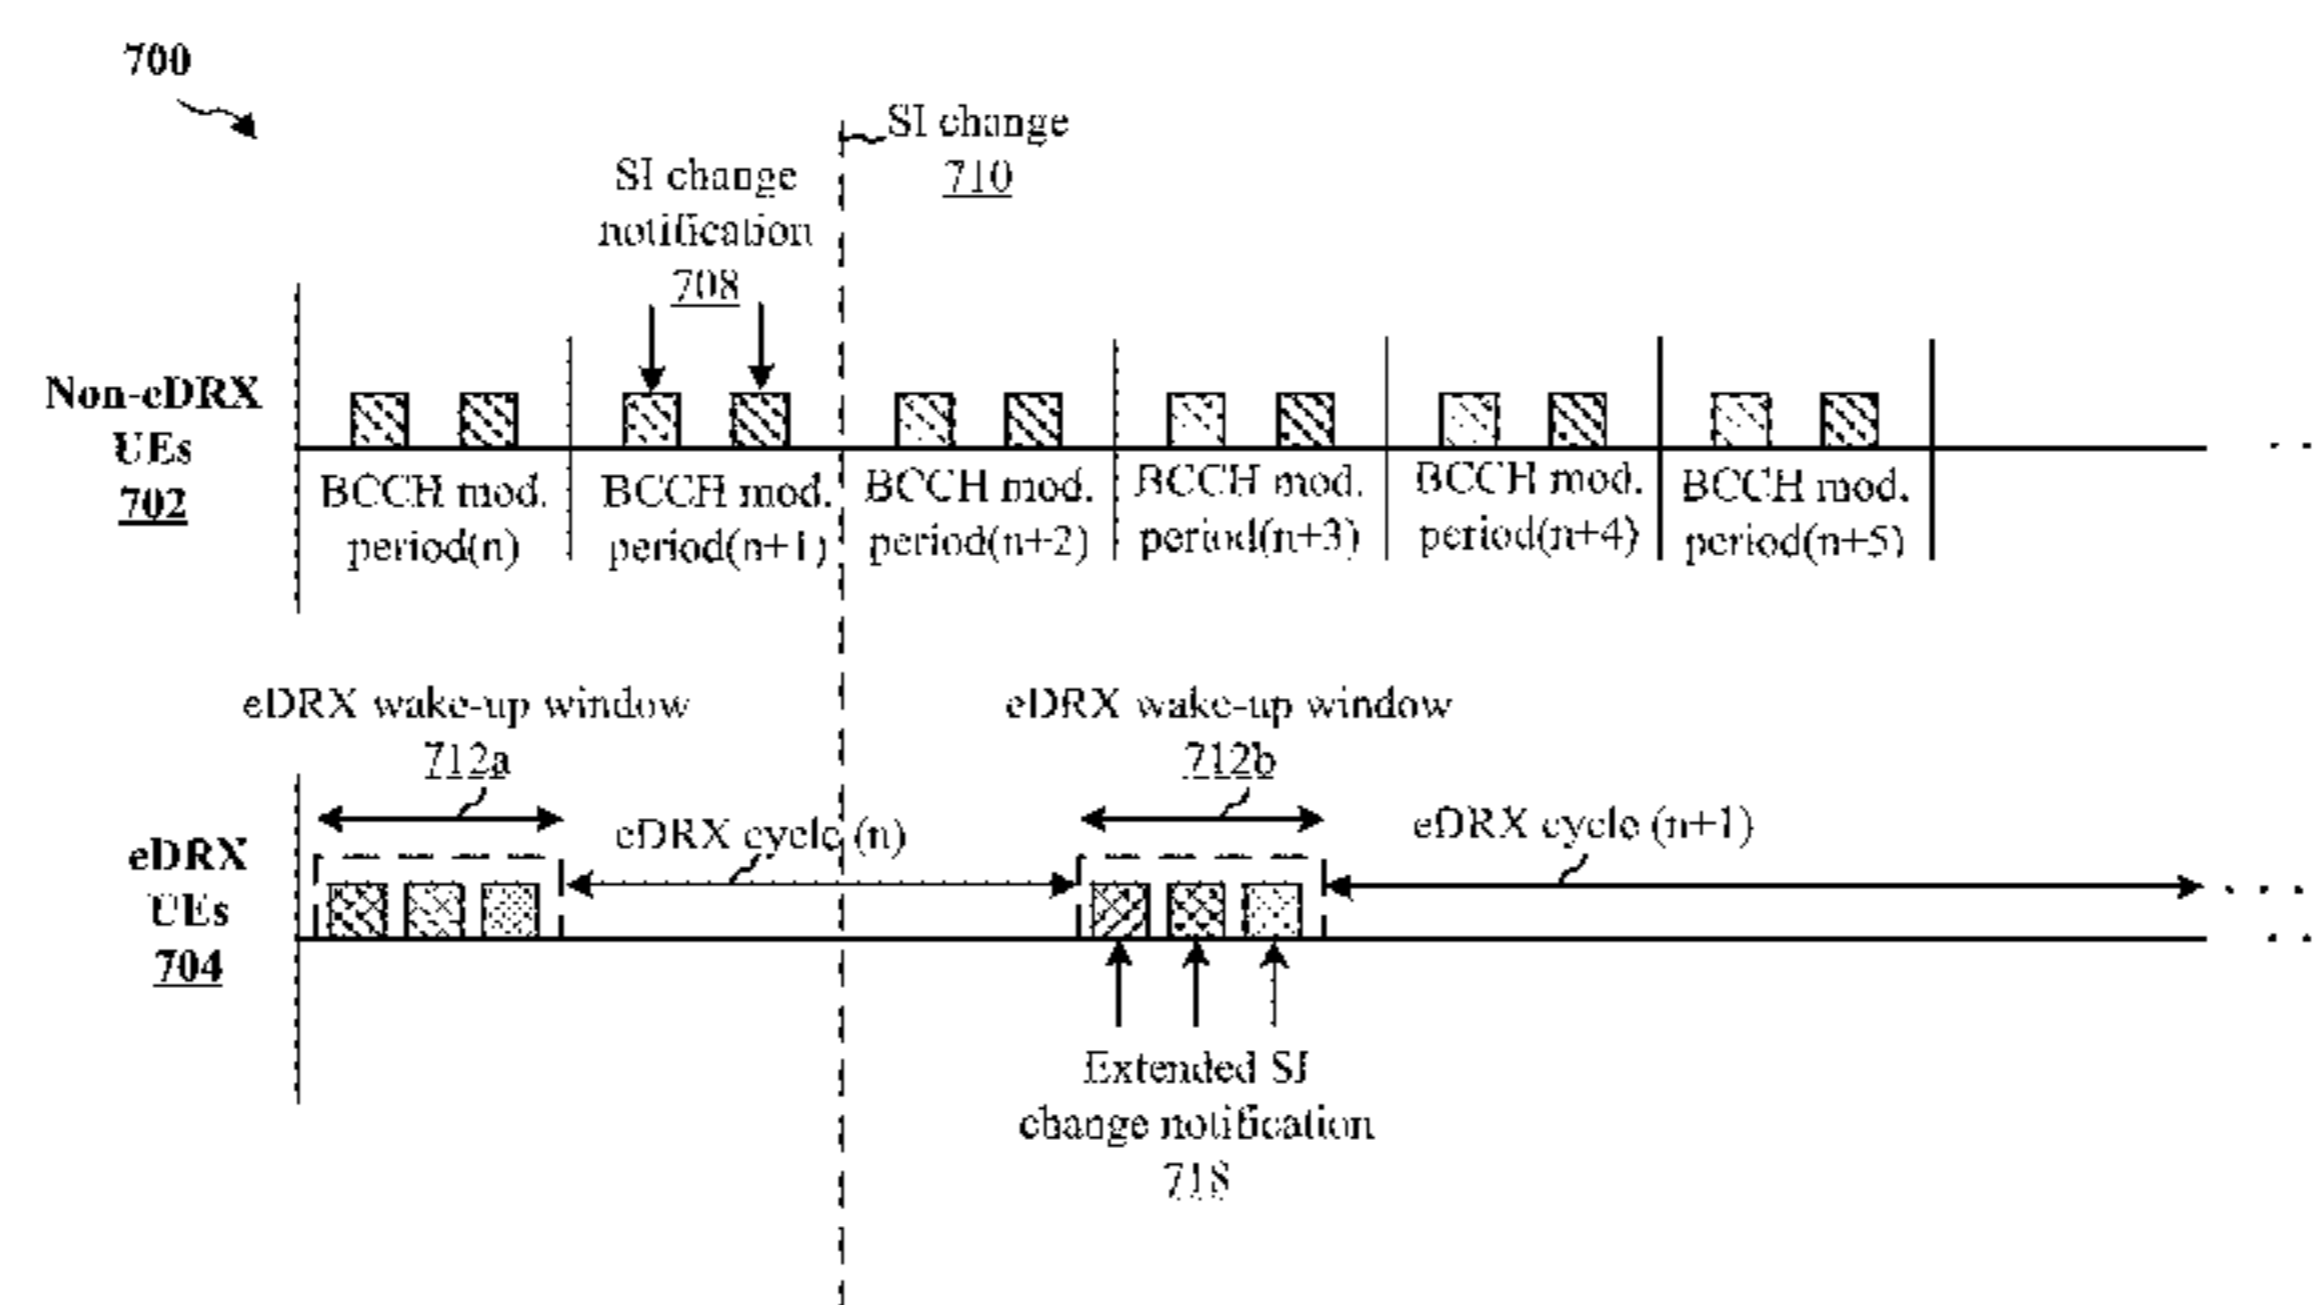 700
SI change
710
SI change
notification
708
Non-eDRX
UEs
702
BCCH mod.
period(n)
BCCH mod.
period(n+1)
BCCH mod.
period(n+2)
BCCH mod.
period(n+3)
BCCH mod.
period(n+4)
BCCH mod.
period(n+5)
eDRX wake-up window
712a
eDRX wake-up window
712b
eDRX cycle (n)
eDRX cycle (n+1)
eDRX
UEs
704
Extended SI
change notification
718